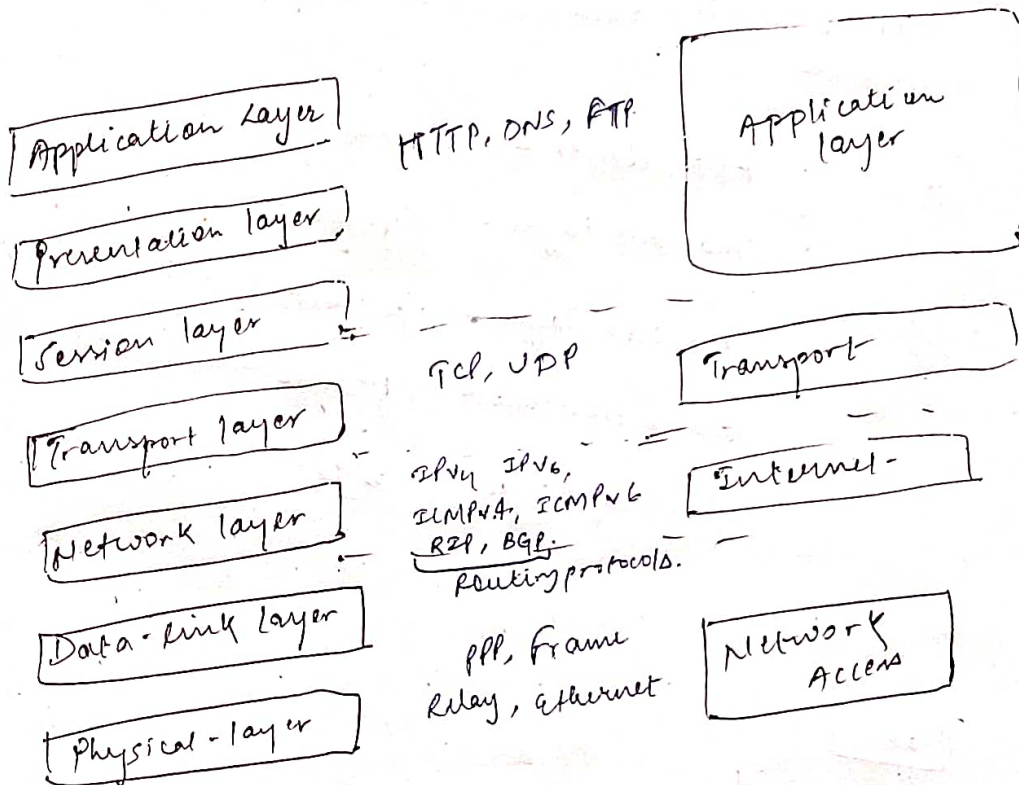 Application Layer
Presentation layer
Session layer
Transport layer
Network layer
Data-link layer
Physical-layer
HTTP, DNS, FTP
TCP, UDP
IPv4 IPv6,
ICMPv4, ICMPv6
RIP, BGP.
Routing protocols.
PPP, Frame
Relay, Ethernet
Application
layer
Transport
Internet-
Network
Access